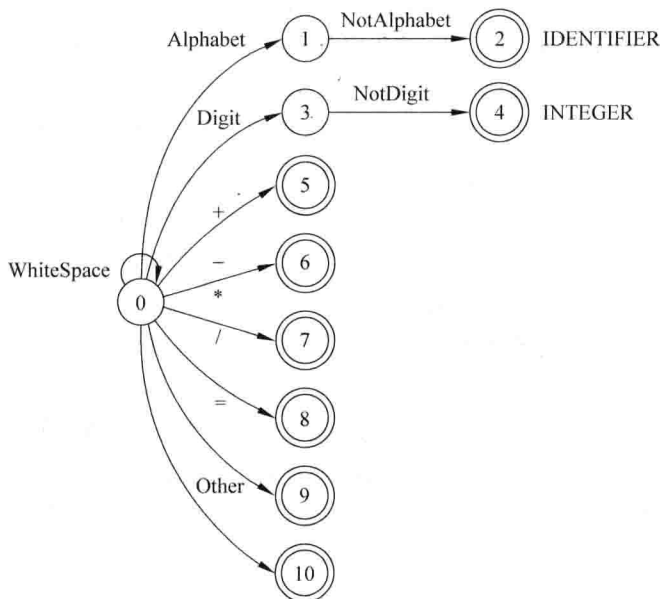 Alphabet
1
NotAlphabet
2
IDENTIFIER
Digit
3
NotDigit
4
INTEGER
+
5
WhiteSpace
−
6
0
*
/
7
=
8
Other
9
10